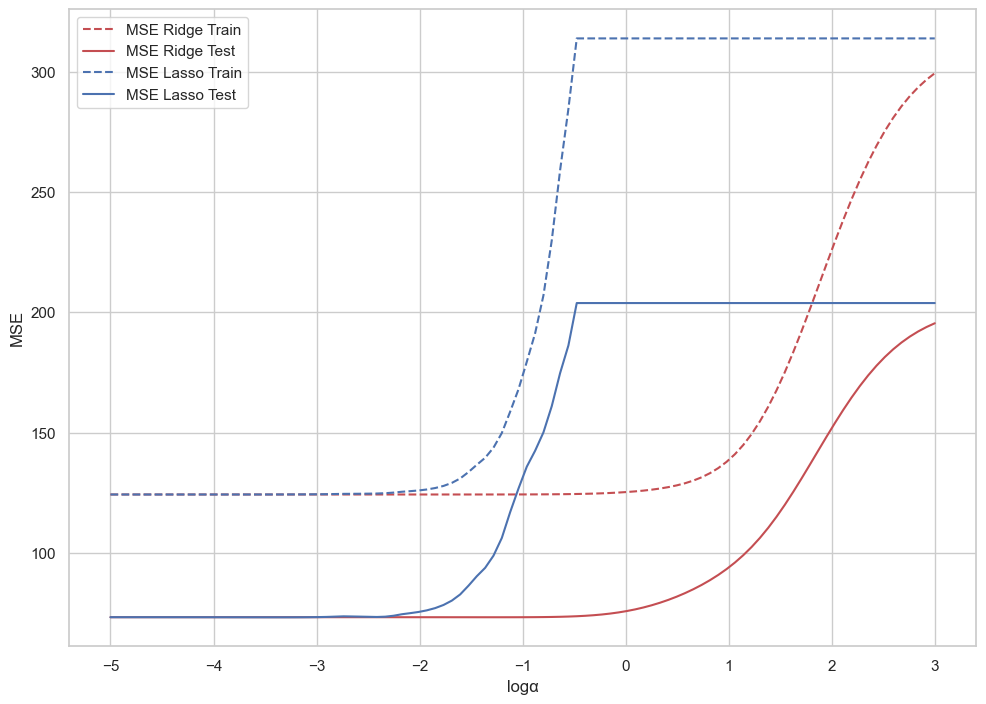 MSE Ridge Train
MSE Ridge Test
MSE Lasso Train
MSE Lasso Test
300
250
200
150
100
MSE
−5 −4 −3 −2 −1 0 1 2 3
logα